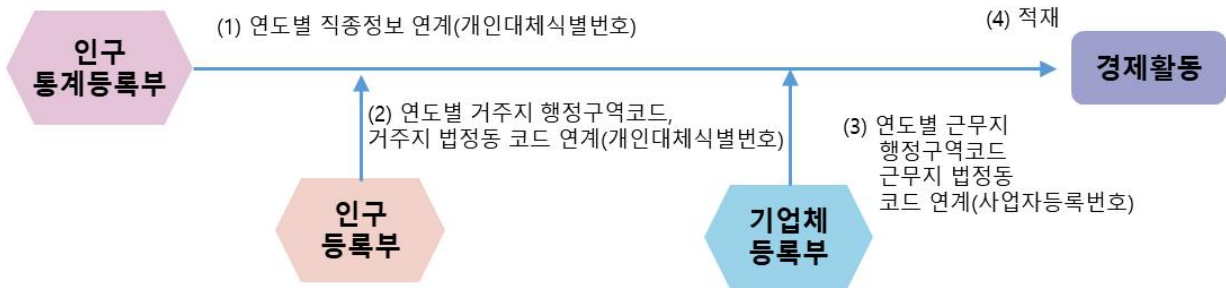 (1) 연도별 직종정보 연계(개인대체식별번호)
(4) 적재
인구
통계등록부
경제활동
(2) 연도별 거주지 행정구역코드,
거주지 법정동 코드 연계(개인대체식별번호)
(3) 연도별 근무지
행정구역코드
근무지 법정동
코드 연계(사업자등록번호)
인구
등록부
기업체
등록부